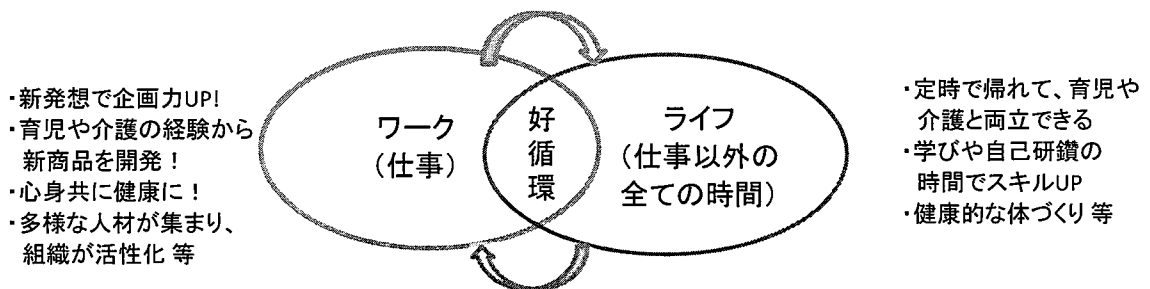 ・新発想で企画力UP!
・育児や介護の経験から
新商品を開発！
・心身共に健康に！
・多様な人材が集まり、
組織が活性化 等
ワーク
(仕事)
好
循
環
ライフ
(仕事以外の
全ての時間)
・定時で帰れて、育児や
介護と両立できる
・学びや自己研鑽の
時間でスキルUP
・健康的な体づくり 等